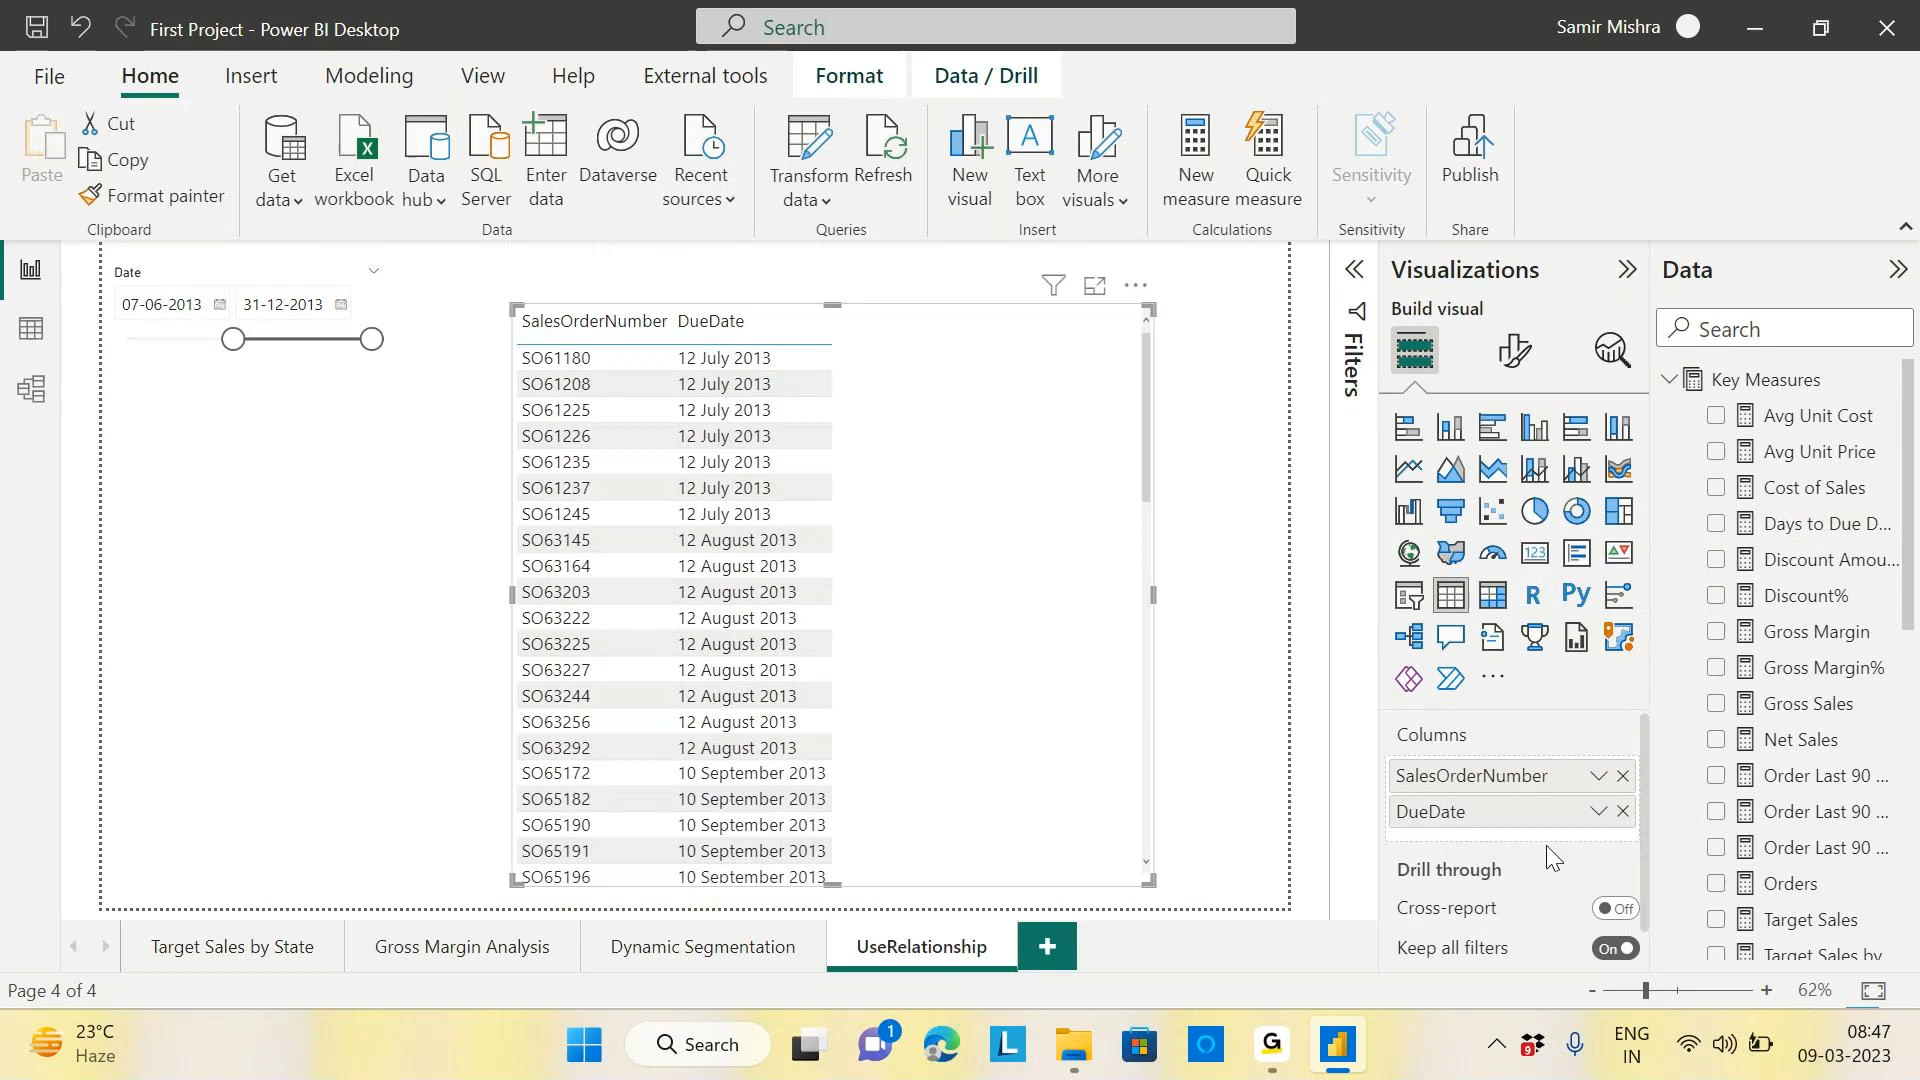 First Project - Power BI Desktop
Search
Samir Mishra
File
Home
Insert
Modeling
View
Help
External tools
Format
Data / Drill
Paste
Cut
Copy
Format painter
Clipboard
Get data
Excel workbook
Data hub
SQL Server
Enter data
Dataverse
Recent sources
Data
Transform data
Refresh
Queries
New visual
A
Text box
More visuals
Insert
New measure
Quick measure
Calculations
Sensitivity
Sensitivity
Publish
Share
Date
07-06-2013
31-12-2013
SalesOrderNumber DueDate
SO61180 12 July 2013
SO61208 12 July 2013
SO61225 12 July 2013
SO61226 12 July 2013
SO61235 12 July 2013
SO61237 12 July 2013
SO61245 12 July 2013
SO63145 12 August 2013
SO63164 12 August 2013
SO63203 12 August 2013
SO63222 12 August 2013
SO63225 12 August 2013
SO63227 12 August 2013
SO63244 12 August 2013
SO63256 12 August 2013
SO63292 12 August 2013
SO65172 10 September 2013
SO65182 10 September 2013
SO65190 10 September 2013
SO65191 10 September 2013
SO65196 10 September 2013
Filters
Visualizations
Build visual
123
R
Py
Columns
SalesOrderNumber
DueDate
Drill through
Cross-report
Off
Keep all filters
On
Data
Search
Key Measures
Avg Unit Cost
Avg Unit Price
Cost of Sales
Days to Due D...
Discount Amou...
Discount%
Gross Margin
Gross Margin%
Gross Sales
Net Sales
Order Last 90 ...
Order Last 90 ...
Order Last 90 ...
Orders
Target Sales
Target Sales by
Target Sales by State
Gross Margin Analysis
Dynamic Segmentation
UseRelationship
+
Page 4 of 4
- + 62%
23°C
Haze
Search
1
L
G
9
ENG
IN
08:47
09-03-2023